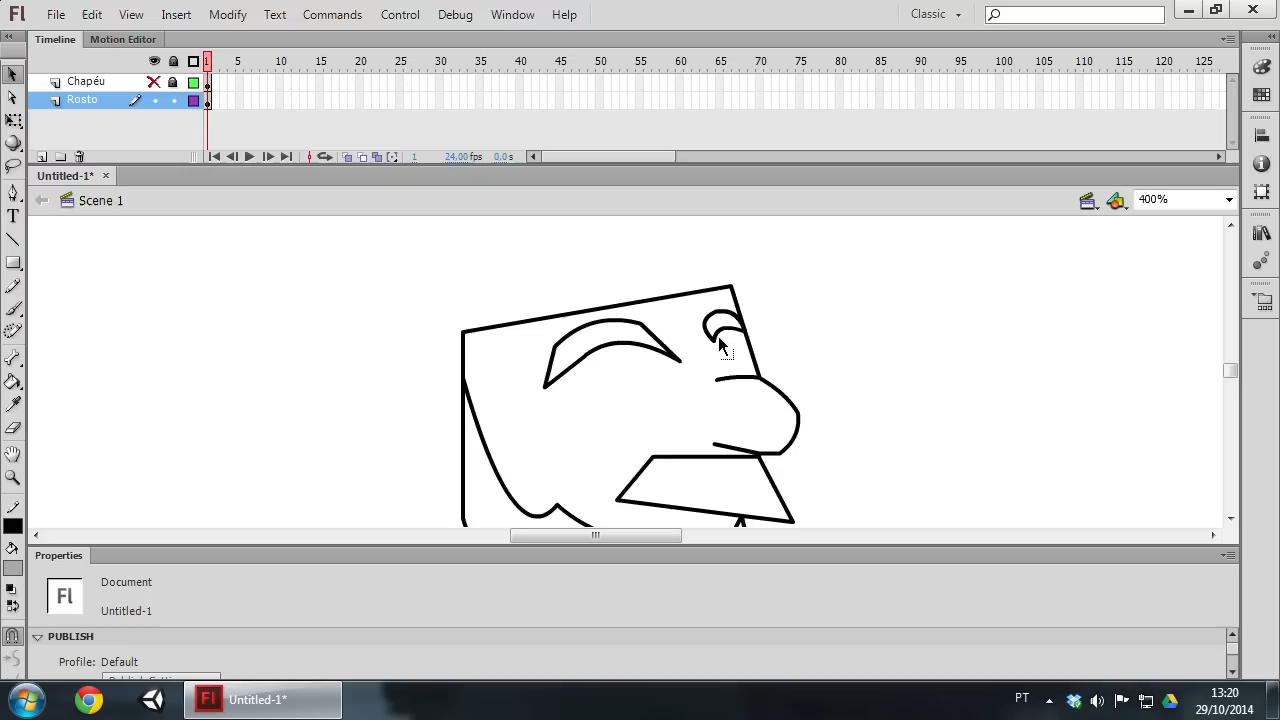 Fl File Edit View Insert Modify Text Commands Control Debug Window Help Classic
Timeline Motion Editor
1 5 10 15 20 25 30 35 40 45 50 55 60 65 70 75 80 85 90 95 100 105 110 115 120 125
Chapéu
Rosto
1 24.00 fps 0.0 s
Untitled-1*
Scene 1 400%
T
Properties
Fl Document
Untitled-1
PUBLISH
Profile: Default
Fl Untitled-1* PT 13:20
29/10/2014